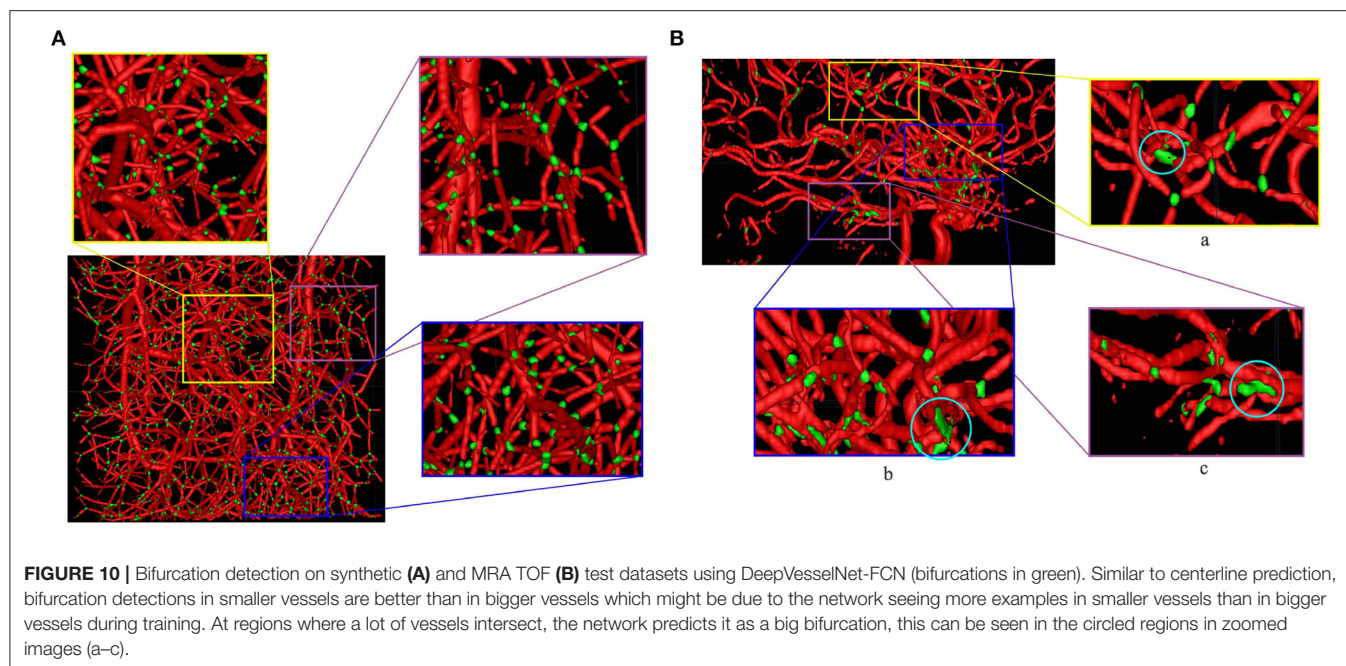 A
B
a
b
c
FIGURE 10 | Bifurcation detection on synthetic (A) and MRA TOF (B) test datasets using DeepVesselNet-FCN (bifurcations in green). Similar to centerline prediction,
bifurcation detections in smaller vessels are better than in bigger vessels which might be due to the network seeing more examples in smaller vessels than in bigger
vessels during training. At regions where a lot of vessels intersect, the network predicts it as a big bifurcation, this can be seen in the circled regions in zoomed
images (a–c).